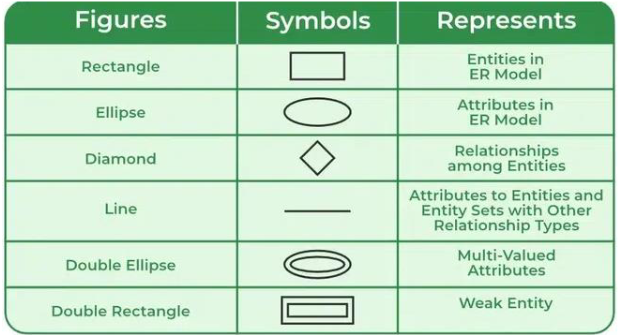 Figures Symbols Represents
Rectangle
Entities in
ER Model
Ellipse
Attributes in
ER Model
Diamond
Relationships
among Entities
Line
Attributes to Entities and
Entity Sets with Other
Relationship Types
Double Ellipse
Multi-Valued
Attributes
Double Rectangle
Weak Entity